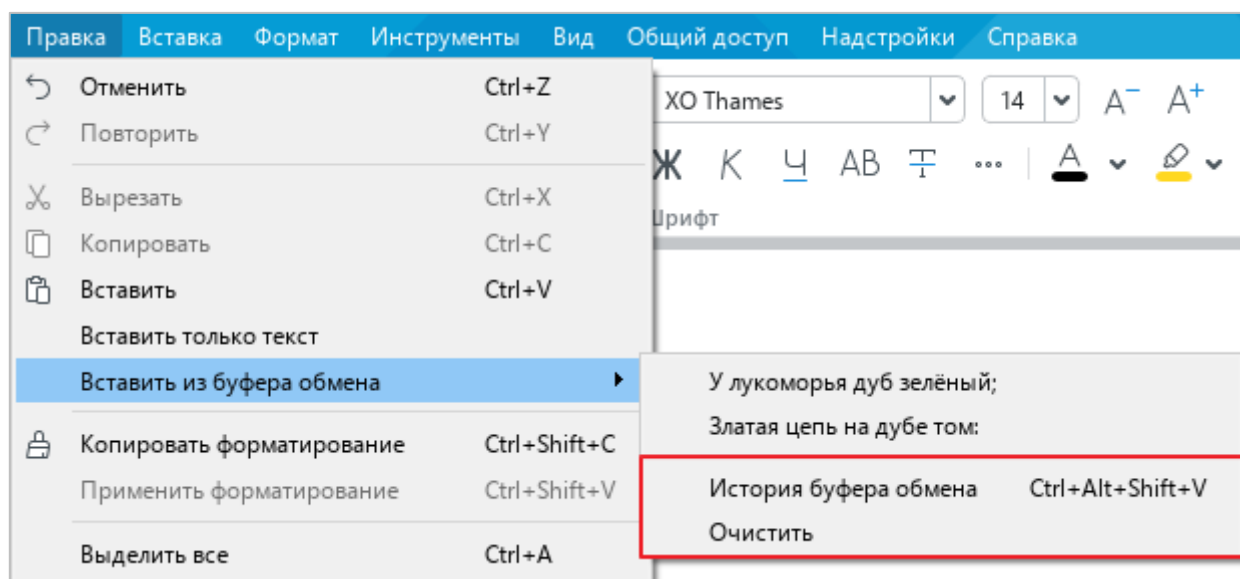 Правка Вставка Формат Инструменты Вид Общий доступ Надстройки Справка
Отменить Ctrl+Z
Повторить Ctrl+Y
Вырезать Ctrl+X
Копировать Ctrl+C
Вставить Ctrl+V
Вставить только текст
Вставить из буфера обмена
Копировать форматирование Ctrl+Shift+C
Применить форматирование Ctrl+Shift+V
Выделить все Ctrl+A
XO Thames 14 A− A+
Ж К Ч АВ Т ••• А
Шрифт
У лукоморья дуб зелёный;
Златая цепь на дубе том:
История буфера обмена Ctrl+Alt+Shift+V
Очистить